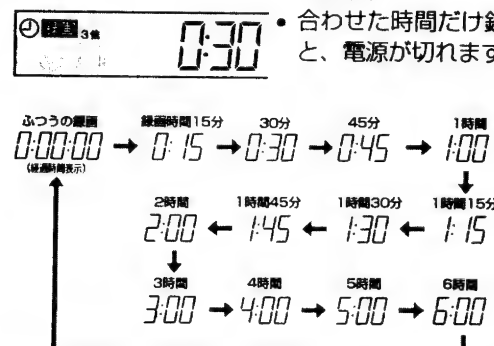 録画 3倍 0:30
• 合わせた時間だけ
と、電源が切れます
ふつうの録画 録画時間15分 30分 45分 1時間
0:00:00 → 0:15 → 0:30 → 0:45 → 1:00
(経過時間表示)
2時間 1時間45分 1時間30分 1時間15分
2:00 ← 1:45 ← 1:30 ← 1:15
3時間 4時間 5時間 6時間
3:00 → 4:00 → 5:00 → 6:00